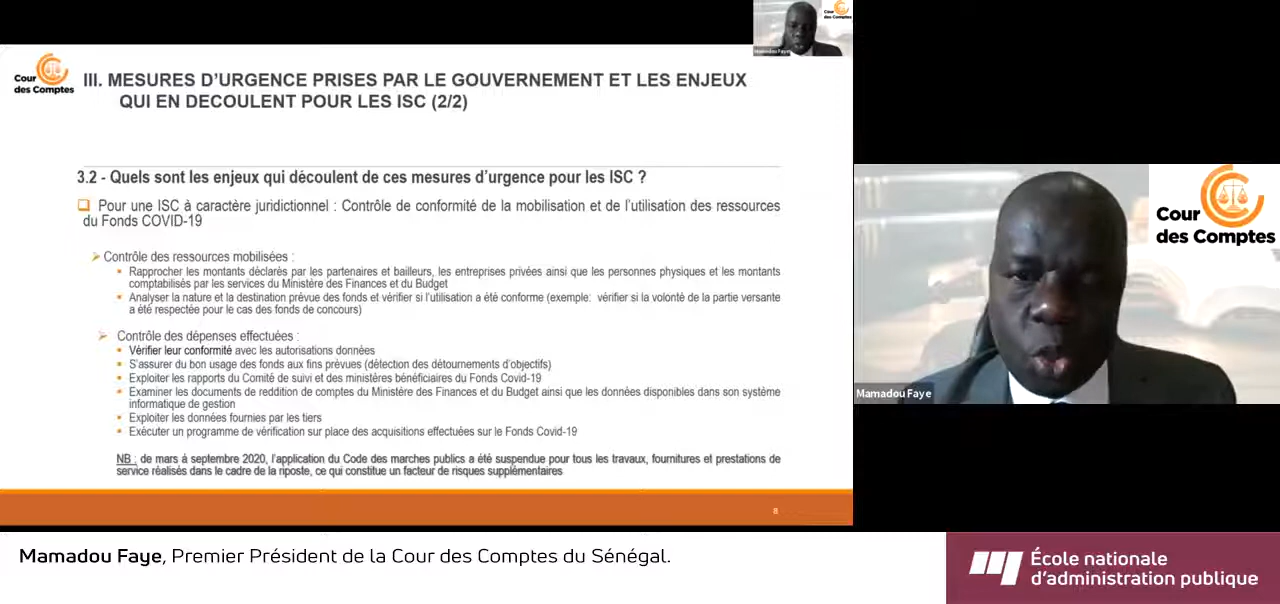 Cour
des Comptes
Mamadou Faye
Cour
des Comptes
III. MESURES D'URGENCE PRISES PAR LE GOUVERNEMENT ET LES ENJEUX
QUI EN DECOULENT POUR LES ISC (2/2)
3.2 - Quels sont les enjeux qui découlent de ces mesures d'urgence pour les ISC ?
Pour une ISC à caractère juridictionnel : Contrôle de conformité de la mobilisation et de l'utilisation des ressources
du Fonds COVID-19
Contrôle des ressources mobilisées :
Rapprocher les montants déclarés par les partenaires et bailleurs, les entreprises privées ainsi que les personnes physiques et les montants
comptabilisés par les services du Ministère des Finances et du Budget
Analyser la nature et la destination prévue des fonds et vérifier si l'utilisation a été conforme (exemple: vérifier si la volonté de la partie versante
a été respectée pour le cas des fonds de concours)
Contrôle des dépenses effectuées :
Vérifier leur conformité avec les autorisations données
S'assurer du bon usage des fonds aux fins prévues (détection des détournements d'objectifs)
Exploiter les rapports du Comité de suivi et des ministères bénéficiaires du Fonds Covid-19
Examiner les documents de reddition de comptes du Ministère des Finances et du Budget ainsi que les données disponibles dans son système
informatique de gestion
Exploiter les données fournies par les tiers
Exécuter un programme de vérification sur place des acquisitions effectuées sur le Fonds Covid-19
NB : de mars à septembre 2020, l'application du Code des marches publics a été suspendue pour tous les travaux, fournitures et prestations de
service réalisés dans le cadre de la riposte, ce qui constitue un facteur de risques supplémentaires
8
Cour
des Comptes
Mamadou Faye
Mamadou Faye, Premier Président de la Cour des Comptes du Sénégal.
École nationale
d'administration publique